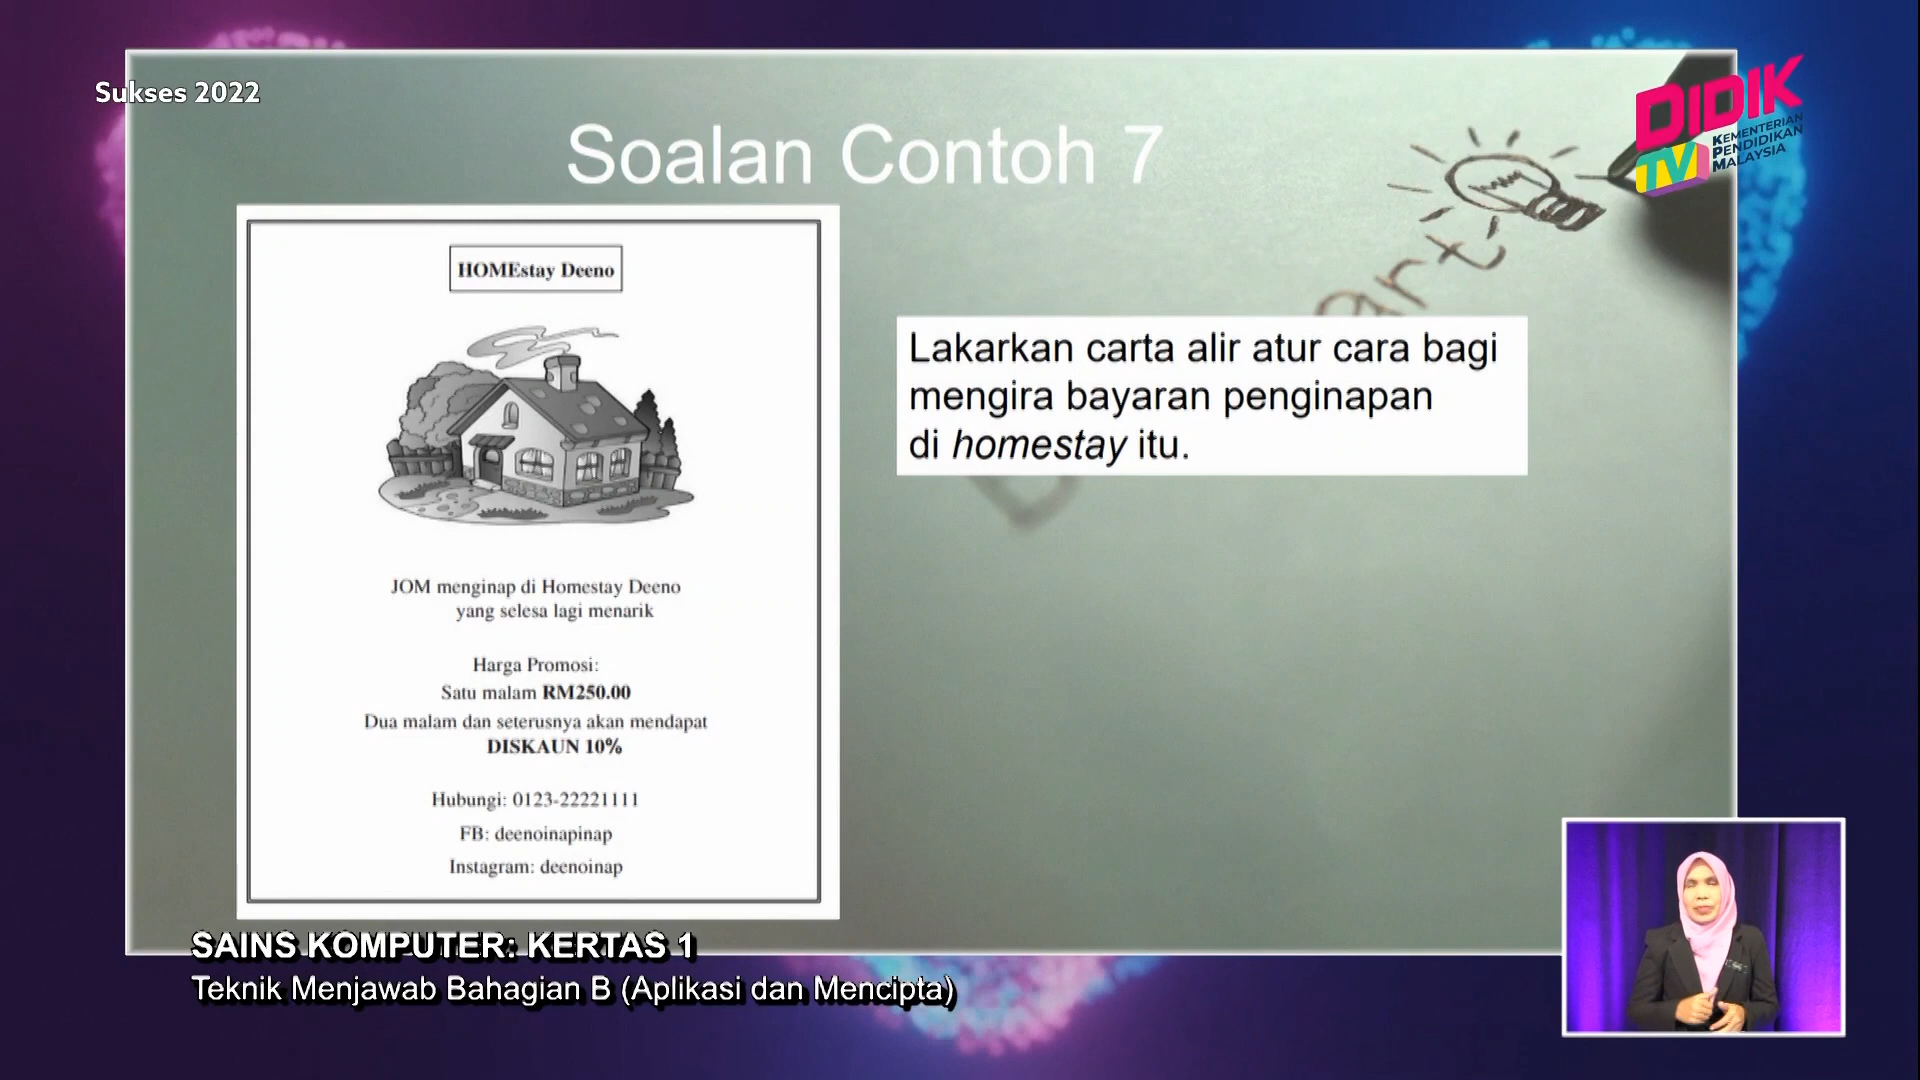 Sukses 2022
DIDIK
TV
KEMENTERIAN
PENDIDIKAN
MALAYSIA
Soalan Contoh 7
HOMEstay Deeno
JOM menginap di Homestay Deeno
yang selesa lagi menarik
Harga Promosi:
Satu malam RM250.00
Dua malam dan seterusnya akan mendapat
DISKAUN 10%
Hubungi: 0123-22221111
FB: deenoinapinap
Instagram: deenoinap
Lakarkan carta alir atur cara bagi
mengira bayaran penginapan
di homestay itu.
SAINS KOMPUTER: KERTAS 1
Teknik Menjawab Bahagian B (Aplikasi dan Mencipta)